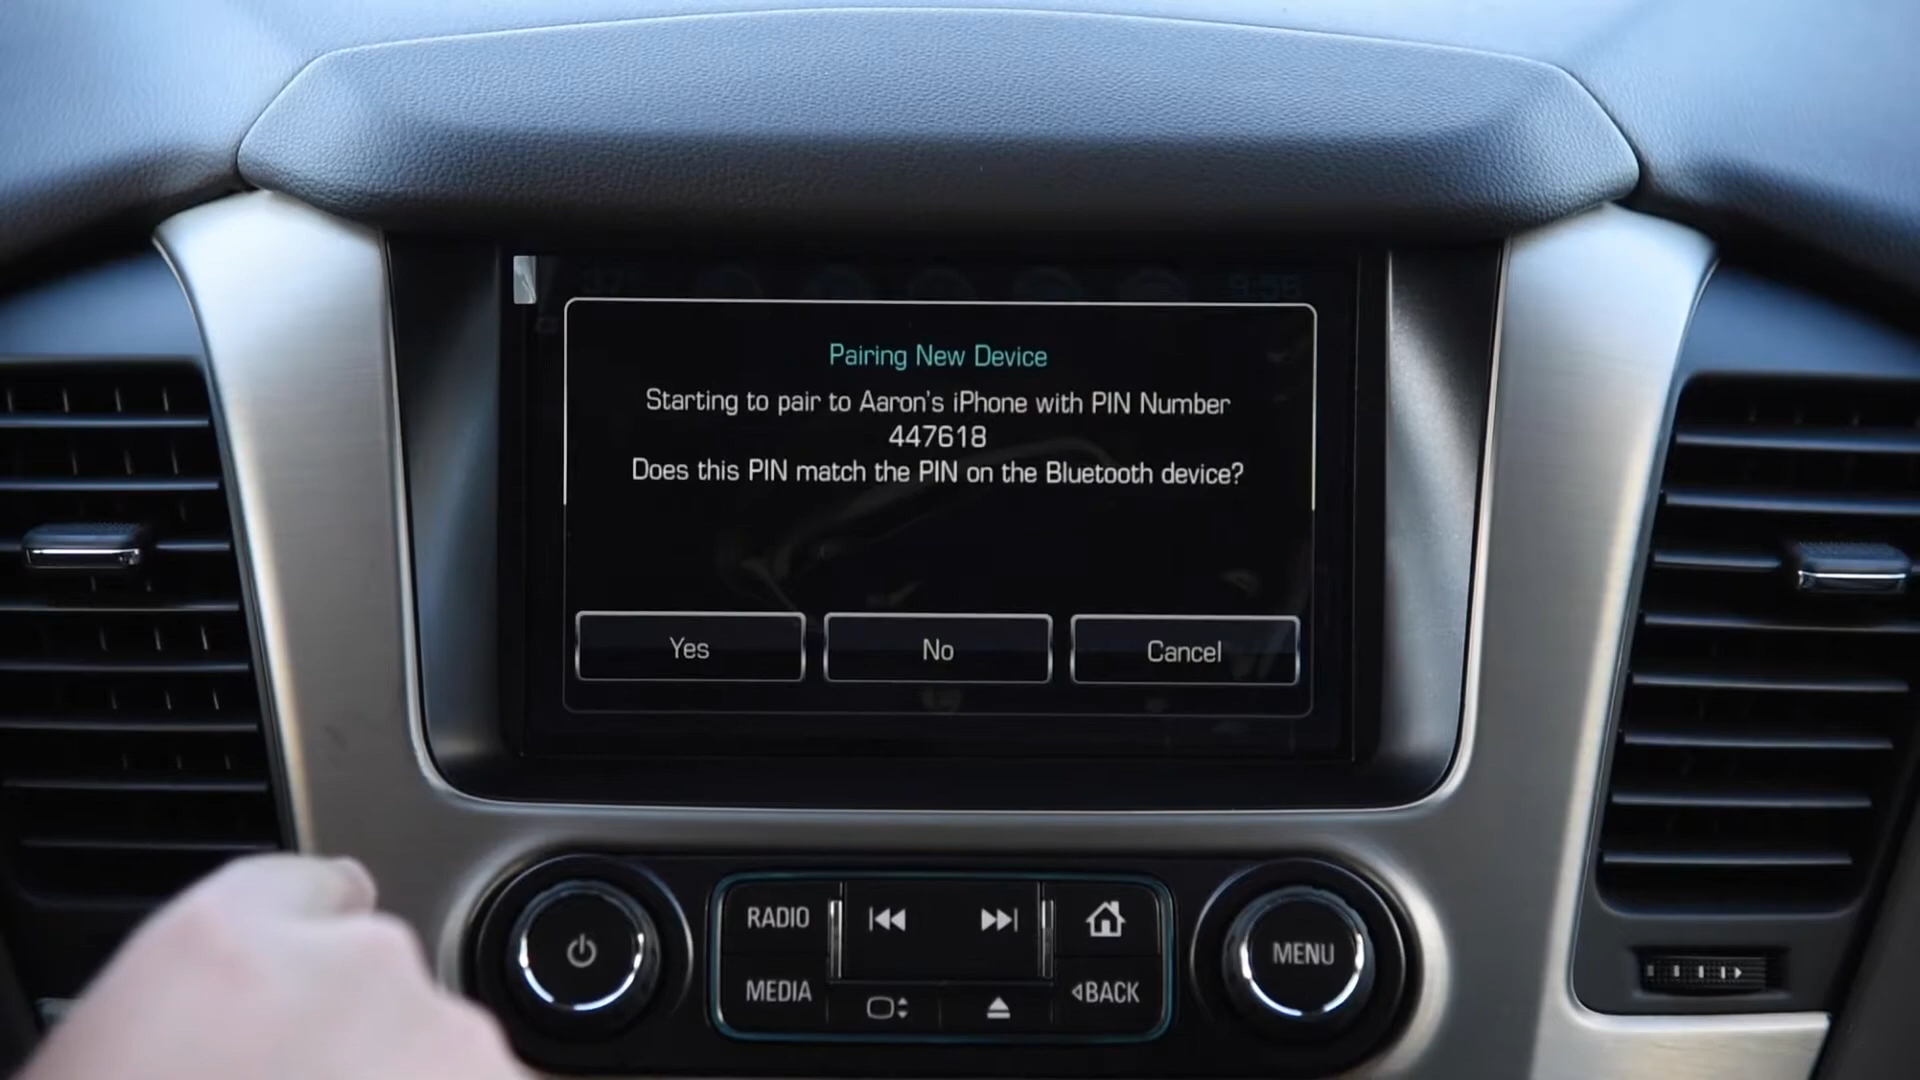 Pairing New Device
Starting to pair to Aaron's iPhone with PIN Number
447618
Does this PIN match the PIN on the Bluetooth device?
Yes No Cancel
RADIO
MENU
MEDIA
BACK